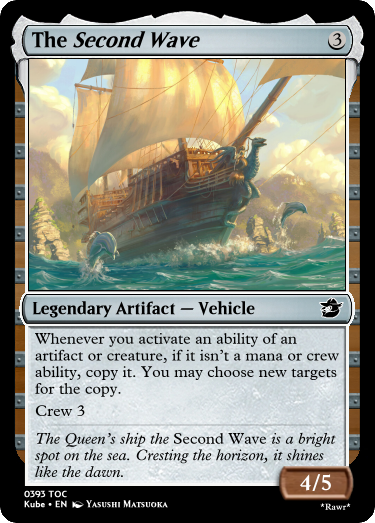 The Second Wave 3
Legendary Artifact — Vehicle
Whenever you activate an ability of an
artifact or creature, if it isn't a mana or crew
ability, copy it. You may choose new targets
for the copy.
Crew 3
The Queen's ship the Second Wave is a bright
spot on the sea. Cresting the horizon, it shines
like the dawn.
4/5
0393 TOC
Kube • EN Yasushi Matsuoka
*Rawr*